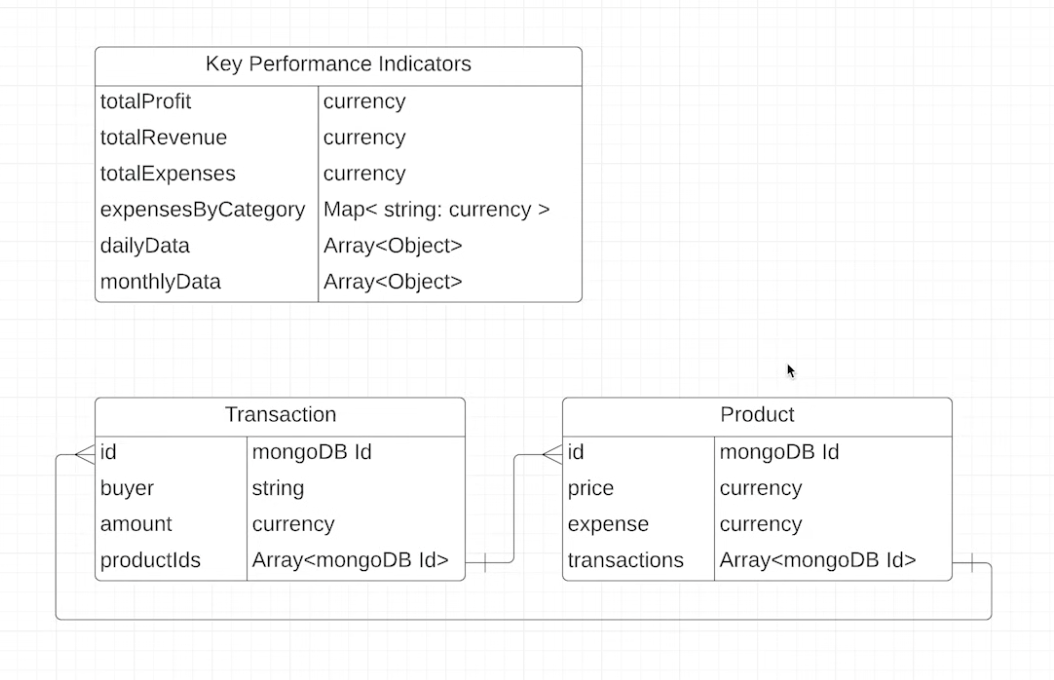 Key Performance Indicators
totalProfit currency
totalRevenue currency
totalExpenses currency
expensesByCategory Map< string: currency >
dailyData Array<Object>
monthlyData Array<Object>
Transaction
id mongoDB Id
buyer string
amount currency
productIds Array<mongoDB Id>
Product
id mongoDB Id
price currency
expense currency
transactions Array<mongoDB Id>